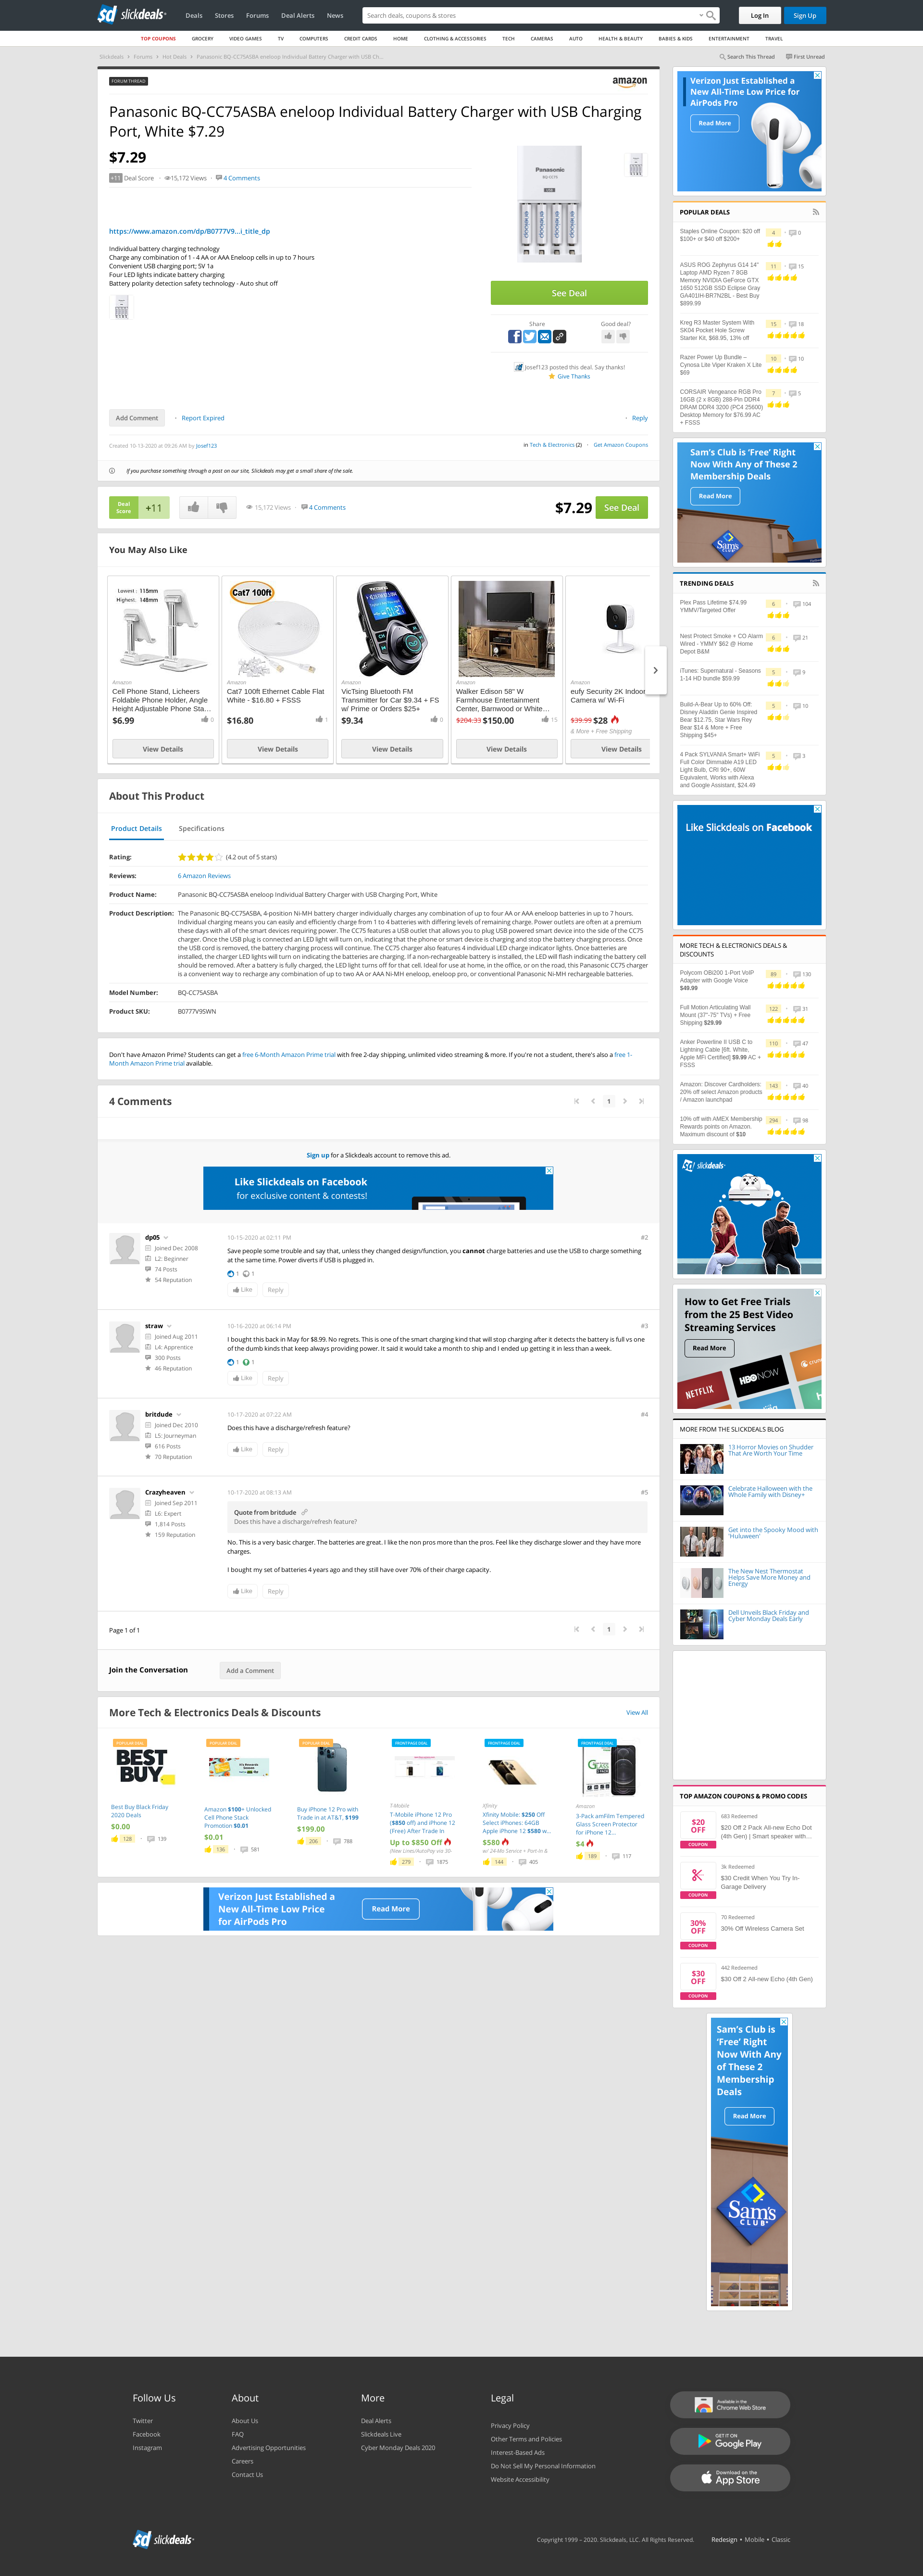 slickdeals
Deals
Stores
Forums
Deal Alerts
News
Search deals, coupons & stores
Log In
Sign Up
TOP COUPONS
GROCERY
VIDEO GAMES
TV
COMPUTERS
CREDIT CARDS
HOME
CLOTHING & ACCESSORIES
TECH
CAMERAS
AUTO
HEALTH & BEAUTY
BABIES & KIDS
ENTERTAINMENT
TRAVEL
Slickdeals > Forums > Hot Deals > Panasonic BQ-CC75ASBA eneloop Individual Battery Charger with USB Ch...
Search This Thread
First Unread
FORUM THREAD
amazon
Panasonic BQ-CC75ASBA eneloop Individual Battery Charger with USB Charging
Port, White $7.29
$7.29
+11 Deal Score
15,172 Views
4 Comments
https://www.amazon.com/dp/B0777V9...i_title_dp
Individual battery charging technology
Charge any combination of 1 - 4 AA or AAA Eneloop cells in up to 7 hours
Convenient USB charging port; 5V 1a
Four LED lights indicate battery charging
Battery polarity detection safety technology - Auto shut off
Panasonic
See Deal
Share
Good deal?
Josef123 posted this deal. Say thanks!
Give Thanks
Add Comment
Report Expired
Reply
Created 10-13-2020 at 09:26 AM by Josef123
in Tech & Electronics (2)
Get Amazon Coupons
If you purchase something through a post on our site, Slickdeals may get a small share of the sale.
Deal
Score
+11
15,172 Views
4 Comments
$7.29
See Deal
You May Also Like
Lowest : 115mm
Highest: 148mm
Amazon
Cell Phone Stand, Licheers
Foldable Phone Holder, Angle
Height Adjustable Phone Sta...
$6.99
0
View Details
Cat7 100ft
Amazon
Cat7 100ft Ethernet Cable Flat
White - $16.80 + FSSS
$16.80
1
View Details
Amazon
VicTsing Bluetooth FM
Transmitter for Car $9.34 + FS
w/ Prime or Orders $25+
$9.34
0
View Details
Amazon
Walker Edison 58" W
Farmhouse Entertainment
Center, Barnwood or White...
$204.33 $150.00
15
View Details
Amazon
eufy Security 2K Indoor
Camera w/ Wi-Fi
$39.99 $28
& More + Free Shipping
View Details
About This Product
Product Details
Specifications
Rating:
(4.2 out of 5 stars)
Reviews:
6 Amazon Reviews
Product Name:
Panasonic BQ-CC75ASBA eneloop Individual Battery Charger with USB Charging Port, White
Product Description:
The Panasonic BQ-CC75ASBA, 4-position Ni-MH battery charger individually charges any combination of up to four AA or AAA eneloop batteries in up to 7 hours.
Individual charging means you can easily and efficiently charge from 1 to 4 batteries with differing levels of remaining charge. Power outlets are often at a premium
these days with all of the smart devices requiring power. The CC75 features a USB outlet that allows you to plug USB powered smart device into the side of the CC75
charger. Once the USB plug is connected an LED light will turn on, indicating that the phone or smart device is charging and stop the battery charging process. Once
the USB cord is removed, the battery charging process will continue. The CC75 charger also features 4 individual LED charge indicator lights. Once batteries are
installed, the charger LED lights will turn on indicating the batteries are charging. If a non-rechargeable battery is installed, the LED light will flash indicating the battery cell
should be removed. After a battery is fully charged, the LED light turns off for that cell. Ideal for use at home, in the office, or on the road, this Panasonic CC75 charger
is a convenient way to recharge any combination of up to two AA or AAA Ni-MH eneloop, eneloop pro, or conventional Panasonic Ni-MH rechargeable batteries.
Model Number:
BQ-CC75ASBA
Product SKU:
B0777V9SWN
Don't have Amazon Prime? Students can get a free 6-Month Amazon Prime trial with free 2-day shipping, unlimited video streaming & more. If you're not a student, there's also a free 1-
Month Amazon Prime trial available.
4 Comments
1
Sign up for a Slickdeals account to remove this ad.
Like Slickdeals on Facebook
for exclusive content & contests!
dp05
Joined Dec 2008
L2: Beginner
74 Posts
54 Reputation
10-15-2020 at 02:11 PM
#2
Save people some trouble and say that, unless they changed design/function, you cannot charge batteries and use the USB to charge something
at the same time. Power diverts if USB is plugged in.
1
1
Like
Reply
straw
Joined Aug 2011
L4: Apprentice
300 Posts
46 Reputation
10-16-2020 at 06:14 PM
#3
I bought this back in May for $8.99. No regrets. This is one of the smart charging kind that will stop charging after it detects the battery is full vs one
of the dumb kinds that keep always providing power. It said it would take a month to ship and I ended up getting it in less than a week.
1
1
Like
Reply
britdude
Joined Dec 2010
L5: Journeyman
616 Posts
70 Reputation
10-17-2020 at 07:22 AM
#4
Does this have a discharge/refresh feature?
Like
Reply
Crazyheaven
Joined Sep 2011
L6: Expert
1,814 Posts
159 Reputation
10-17-2020 at 08:13 AM
#5
Quote from britdude
Does this have a discharge/refresh feature?
No. This is a very basic charger. The batteries are great. I like the non pros more than the pros. Feel like they discharge slower and they have more
charges.
I bought my set of batteries 4 years ago and they still have over 70% of their charge capacity.
Like
Reply
Page 1 of 1
1
Join the Conversation
Add a Comment
More Tech & Electronics Deals & Discounts
View All
POPULAR DEAL
BEST
BUY
Best Buy Black Friday
2020 Deals
$0.00
128
139
POPULAR DEAL
Amazon $100+ Unlocked
Cell Phone Stack
Promotion $0.01
$0.01
136
581
POPULAR DEAL
Buy iPhone 12 Pro with
Trade in at AT&T. $199
$199.00
206
788
FRONTPAGE DEAL
T-Mobile
T-Mobile iPhone 12 Pro
($850 off) and iPhone 12
(Free) After Trade In
Up to $850 Off
279
1875
FRONTPAGE DEAL
Xfinity
Xfinity Mobile: $250 Off
Select iPhones: 64GB
Apple iPhone 12 $580 w...
$580
w/ 24-Mo Service + Port-In &
144
405
FRONTPAGE DEAL
Amazon
3-Pack amFilm Tempered
Glass Screen Protector
for iPhone 12...
$4
189
117
Verizon Just Established a
New All-Time Low Price
for AirPods Pro
Read More
Verizon Just Established a
New All-Time Low Price for
AirPods Pro
Read More
POPULAR DEALS
Staples Online Coupon: $20 off
$100+ or $40 off $200+
4
0
ASUS ROG Zephyrus G14 14"
Laptop AMD Ryzen 7 8GB
Memory NVIDIA GeForce GTX
1650 512GB SSD Eclipse Gray
GA401IH-BR7N2BL - Best Buy
$899.99
11
15
Kreg R3 Master System With
SK04 Pocket Hole Screw
Starter Kit, $68.95, 13% off
15
18
Razer Power Up Bundle –
Cynosa Lite Viper Kraken X Lite
$69
10
10
CORSAIR Vengeance RGB Pro
16GB (2 x 8GB) 288-Pin DDR4
DRAM DDR4 3200 (PC4 25600)
Desktop Memory for $76.99 AC
+ FSSS
7
5
Sam's Club is 'Free' Right
Now With Any of These 2
Membership Deals
Read More
Sam's
TRENDING DEALS
Plex Pass Lifetime $74.99
YMMV/Targeted Offer
6
104
Nest Protect Smoke + CO Alarm
Wired - YMMY $62 @ Home
Depot B&M
6
21
iTunes: Supernatural - Seasons
1-14 HD bundle $59.99
5
9
Build-A-Bear Up to 60% Off:
Disney Aladdin Genie Inspired
Bear $12.75, Star Wars Rey
Bear $14 & More + Free
Shipping $45+
5
10
4 Pack SYLVANIA Smart+ WiFi
Full Color Dimmable A19 LED
Light Bulb, CRI 90+, 60W
Equivalent, Works with Alexa
and Google Assistant, $24.49
5
3
Like Slickdeals on Facebook
MORE TECH & ELECTRONICS DEALS &
DISCOUNTS
Polycom OBi200 1-Port VoIP
Adapter with Google Voice
$49.99
89
130
Full Motion Articulating Wall
Mount (37"-75" TVs) + Free
Shipping $29.99
122
31
Anker Powerline II USB C to
Lightning Cable [6ft, White,
Apple MFi Certified] $9.99 AC +
FSSS
110
47
Amazon: Discover Cardholders:
20% off select Amazon products
/ Amazon launchpad
143
40
10% off with AMEX Membership
Rewards points on Amazon.
Maximum discount of $10
204
98
slickdeals
How to Get Free Trials
from the 25 Best Video
Streaming Services
Read More
NETFLIX
HBO NOW
MORE FROM THE SLICKDEALS BLOG
13 Horror Movies on Shudder
That Are Worth Your Time
Celebrate Halloween with the
Whole Family with Disney+
Get into the Spooky Mood with
'Huluween'
The New Nest Thermostat
Helps Save More Money and
Energy
Dell Unveils Black Friday and
Cyber Monday Deals Early
TOP AMAZON COUPONS & PROMO CODES
$20
OFF
COUPON
683 Redeemed
$20 Off 2 Pack All-new Echo Dot
(4th Gen) | Smart speaker with...
COUPON
3k Redeemed
$30 Credit When You Try In-
Garage Delivery
30%
OFF
COUPON
70 Redeemed
30% Off Wireless Camera Set
$30
OFF
COUPON
442 Redeemed
$30 Off 2 All-new Echo (4th Gen)
Sam's Club is
'Free' Right
Now With Any
of These 2
Membership
Deals
Read More
Sam's
CLUB
Follow Us
Twitter
Facebook
Instagram
About
About Us
FAQ
Advertising Opportunities
Careers
Contact Us
More
Deal Alerts
Slickdeals Live
Cyber Monday Deals 2020
Legal
Privacy Policy
Other Terms and Policies
Interest-Based Ads
Do Not Sell My Personal Information
Website Accessibility
Available in the
Chrome Web Store
GET IT ON
Google Play
Download on the
App Store
slickdeals
Copyright 1999 – 2020. Slickdeals, LLC. All Rights Reserved.
Redesign • Mobile • Classic